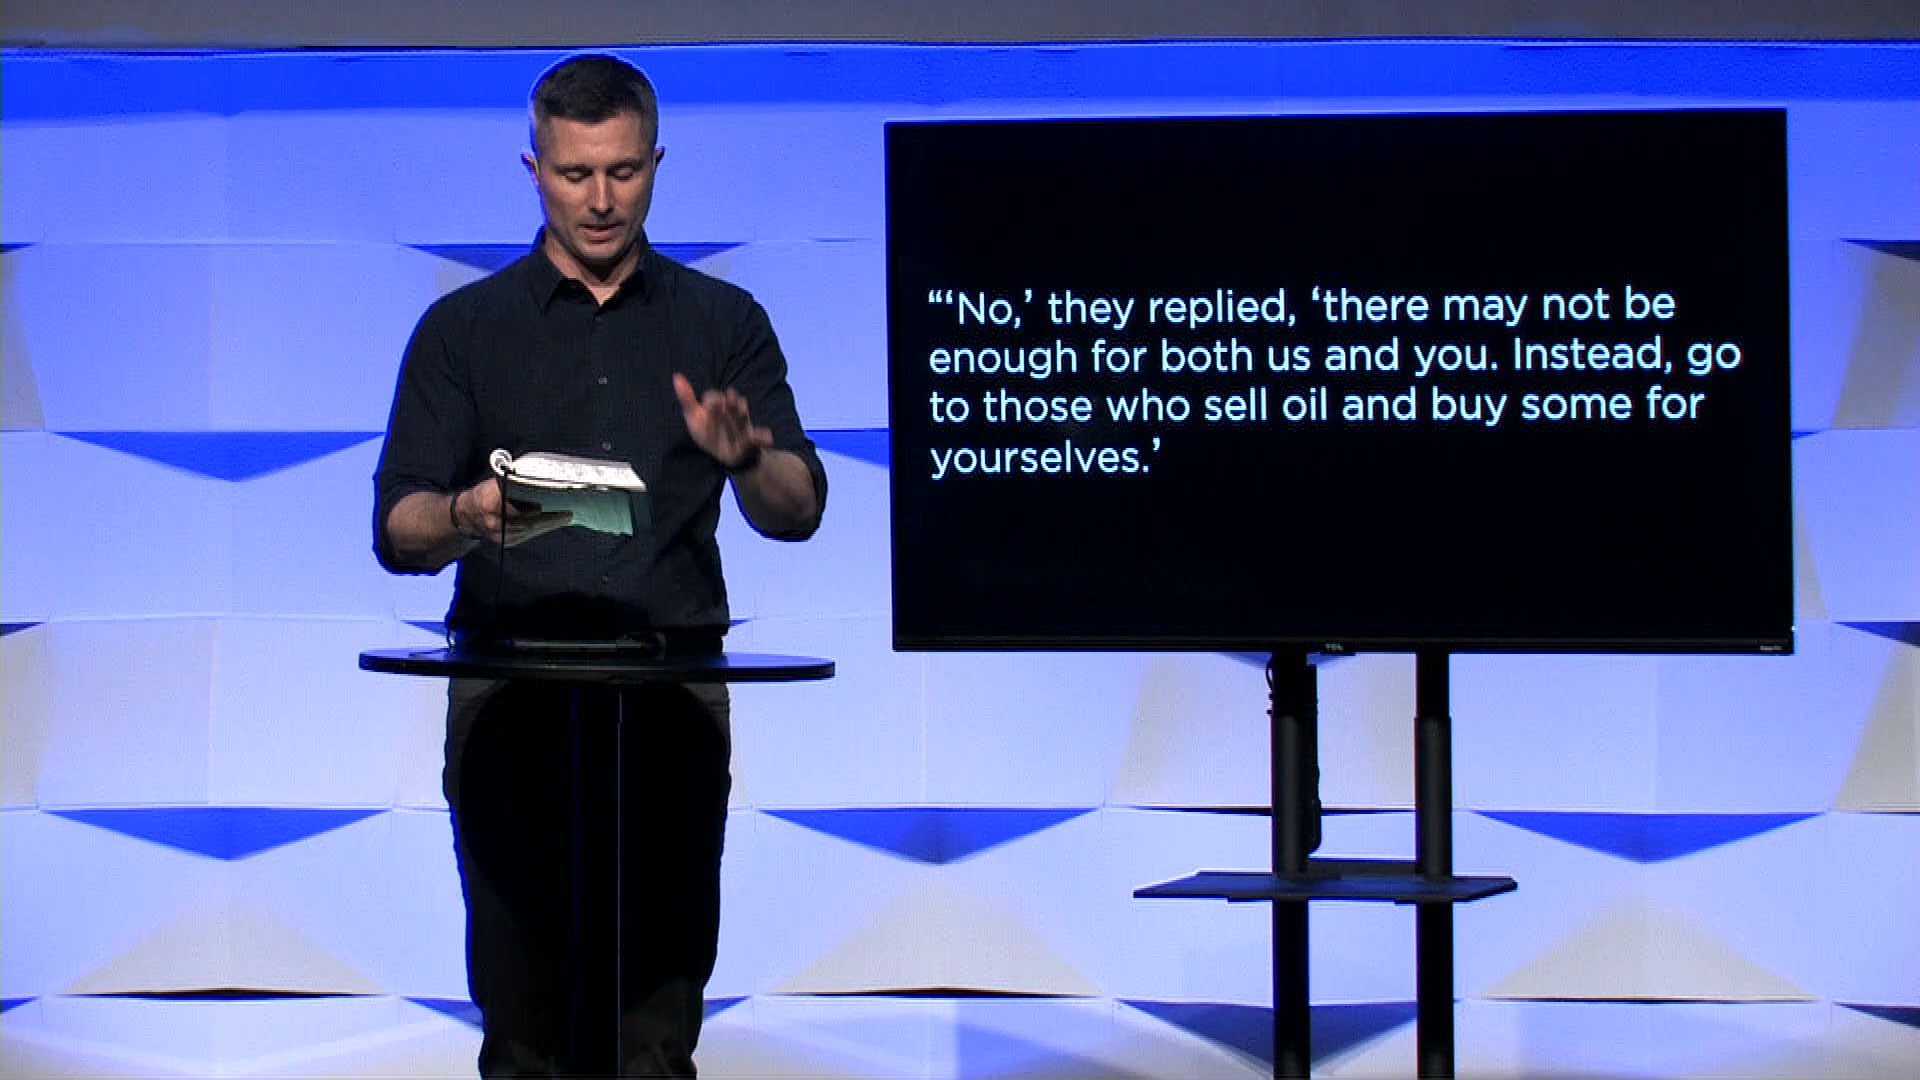 “‘No,’ they replied, ‘there may not be
enough for both us and you. Instead, go
to those who sell oil and buy some for
yourselves.’
TCL